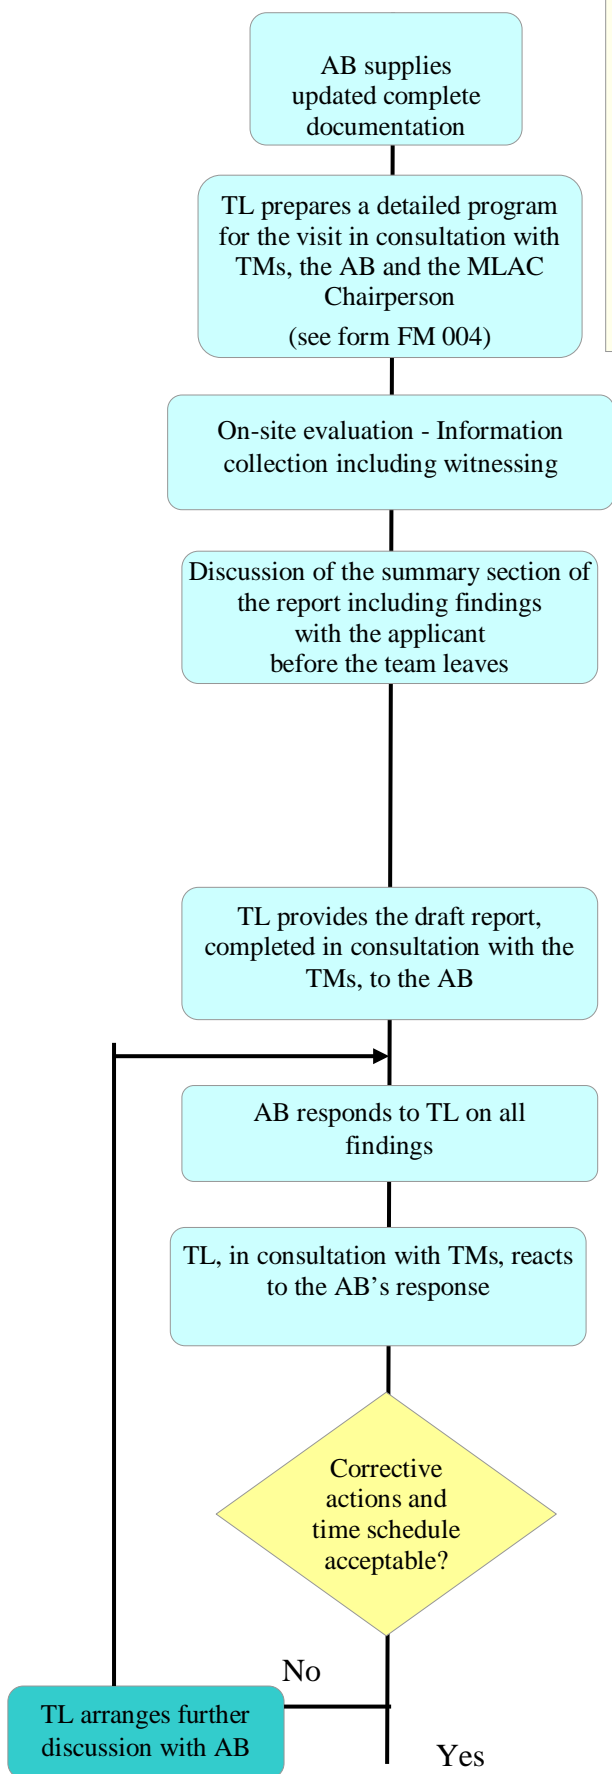 AB supplies
updated complete
documentation
TL prepares a detailed program
for the visit in consultation with
TMs, the AB and the MLAC
Chairperson
(see form FM 004)
On-site evaluation - Information
collection including witnessing
Discussion of the summary section of
the report including findings
with the applicant
before the team leaves
TL provides the draft report,
completed in consultation with the
TMs, to the AB
AB responds to TL on all
findings
TL, in consultation with TMs, reacts
to the AB’s response
Corrective
actions and
time schedule
acceptable?
No
TL arranges further
discussion with AB
Yes